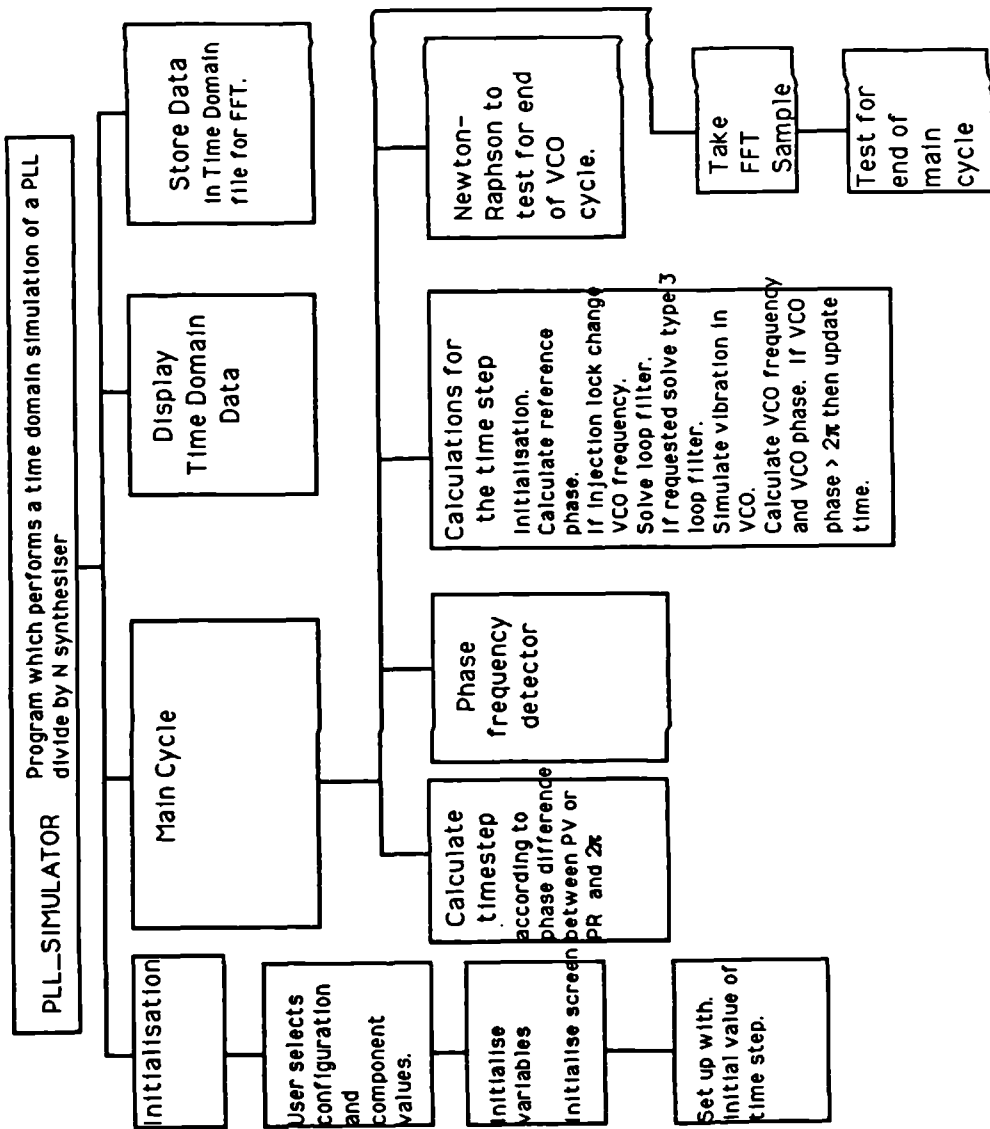 PLL_SIMULATOR Program which performs a time domain simulation of a PLL
divide by N synthesiser
Initialisation
User selects
configuration
and
component
values.
Initialise
variables
Initialise screen
Set up with.
Initial value of
time step.
Main Cycle
Calculate
timestep
according to
phase difference
between PV or
PR and 2π
Phase
frequency
detector
Calculations for
the time step
Initialisation.
Calculate reference
phase.
If injection lock change
VCO frequency.
Solve loop filter.
If requested solve type 3
loop filter.
Simulate vibration in
VCO.
Calculate VCO frequency
and VCO phase. If VCO
phase > 2π then update
time.
Newton-
Raphson to
test for end
of VCO
cycle.
Take
FFT
Sample
Test for
end of
main
cycle
Display
Time Domain
Data
Store Data
in Time Domain
file for FFT.